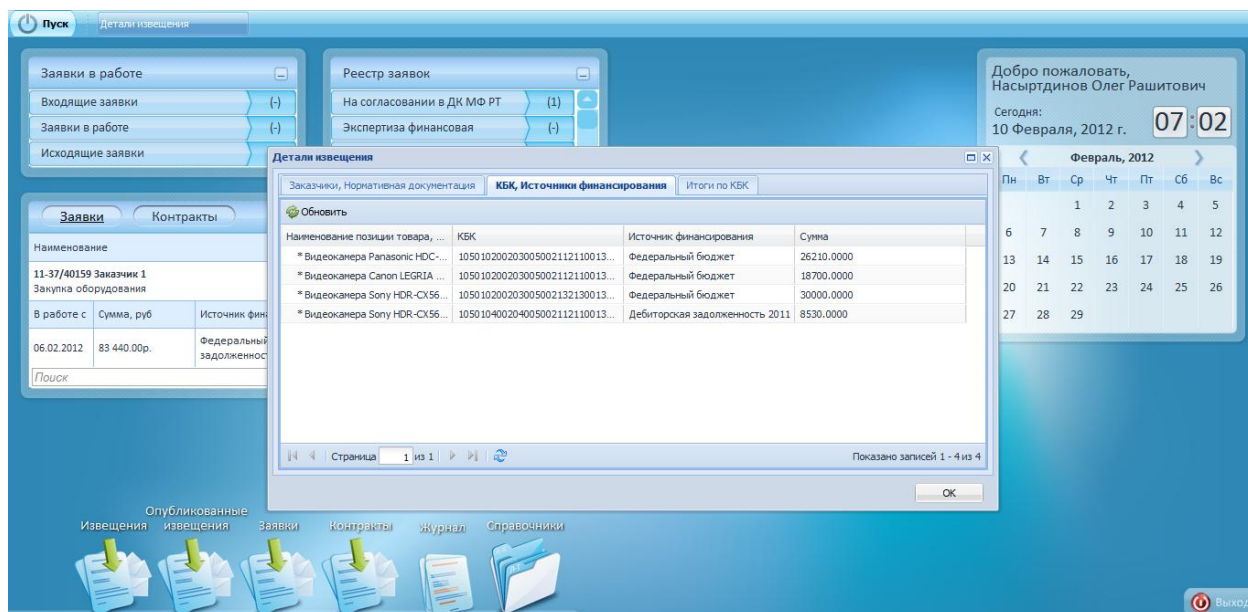 Пуск
Детали извещения
Заявки в работе
Входящие заявки (-)
Заявки в работе (-)
Исходящие заявки
Реестр заявок
На согласовании в ДК МФ РТ (1)
Экспертиза финансовая (-)
Добро пожаловать,
Насыртдинов Олег Рашитович
Сегодня:
10 Февраля, 2012 г.
07:02
Февраль, 2012
Пн Вт Ср Чт Пт Сб Вс
1 2 3 4 5
6 7 8 9 10 11 12
13 14 15 16 17 18 19
20 21 22 23 24 25 26
27 28 29
Заявки Контракты
Наименование
11-37/40159 Заказчик 1
Закупка оборудования
В работе с Сумма, руб Источник фин
06.02.2012 83 440.00р. Федеральный
задолженнос
Поиск
Детали извещения
Заказчики, Нормативная документация КБК, Источники финансирования Итоги по КБК
Обновить
Наименование позиции товара, ... КБК Источник финансирования Сумма
* Видеокамера Panasonic HDC-... 10501020020300500211211001​3... Федеральный бюджет 26210.0000
* Видеокамера Canon LEGRIA ... 105010200203005002112110013... Федеральный бюджет 18700.0000
* Видеокамера Sony HDR-CX56... 105010200203005002132130013... Федеральный бюджет 30000.0000
* Видеокамера Sony HDR-CX56... 105010400204005002112110013... Дебиторская задолженность 2011 8530.0000
Страница 1 из 1
Показано записей 1 - 4 из 4
OK
Извещения
Опубликованные
извещения
Заявки
Контракты
Журнал
Справочники
Выход